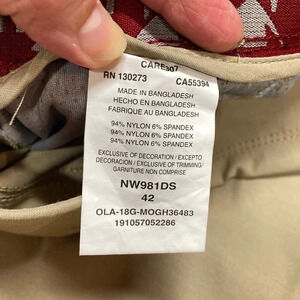 CARE307
RN 130273 CA55394
MADE IN BANGLADESH
HECHO EN BANGLADESH
FABRIQUE AU BANGLADESH
94% NYLON 6% SPANDEX
94% NYLON 6% SPANDEX
94% NYLON 6% SPANDEX
EXCLUSIVE OF DECORATION / EXCEPTO
DECORACION / EXCLUSIVE OF TRIMMING
GARNITURE NON COMPRISE
NW981DS
42
OLA-18G-MOGH36483
191057052286